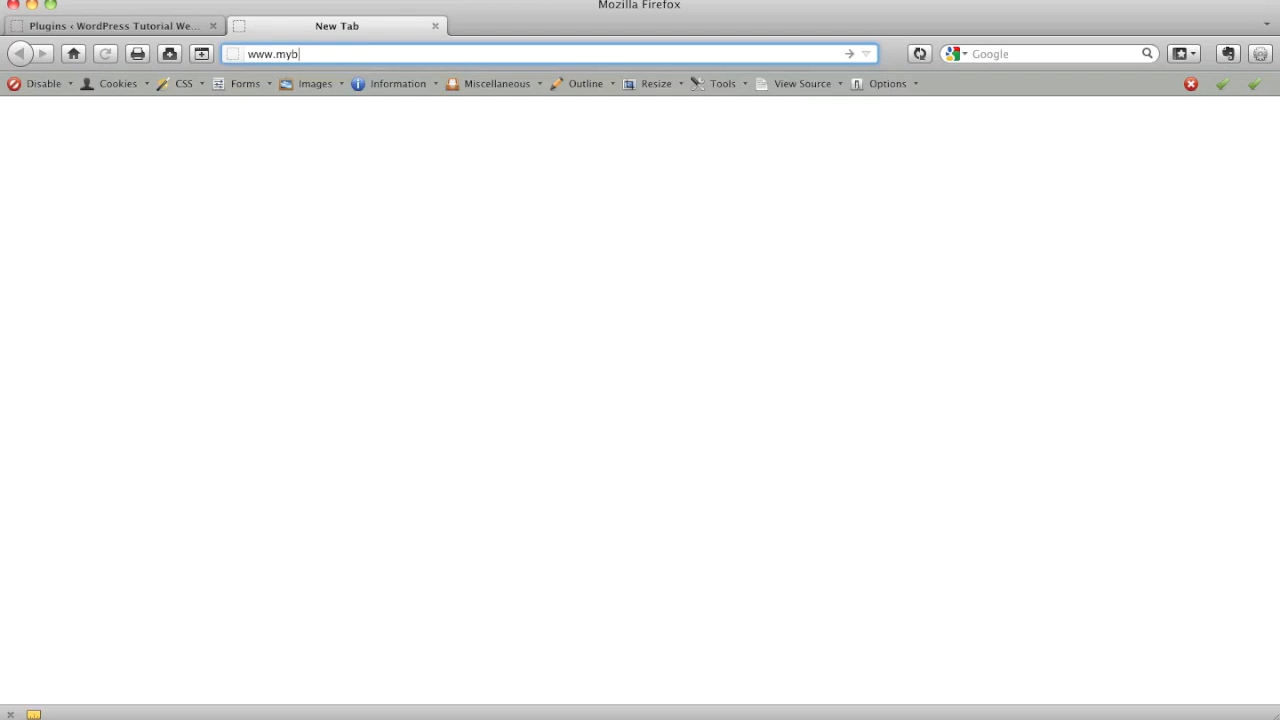 Mozilla Firefox
Plugins ‹ WordPress Tutorial We...
New Tab
www.myb
Google
Disable Cookies CSS Forms Images Information Miscellaneous Outline Resize Tools View Source Options